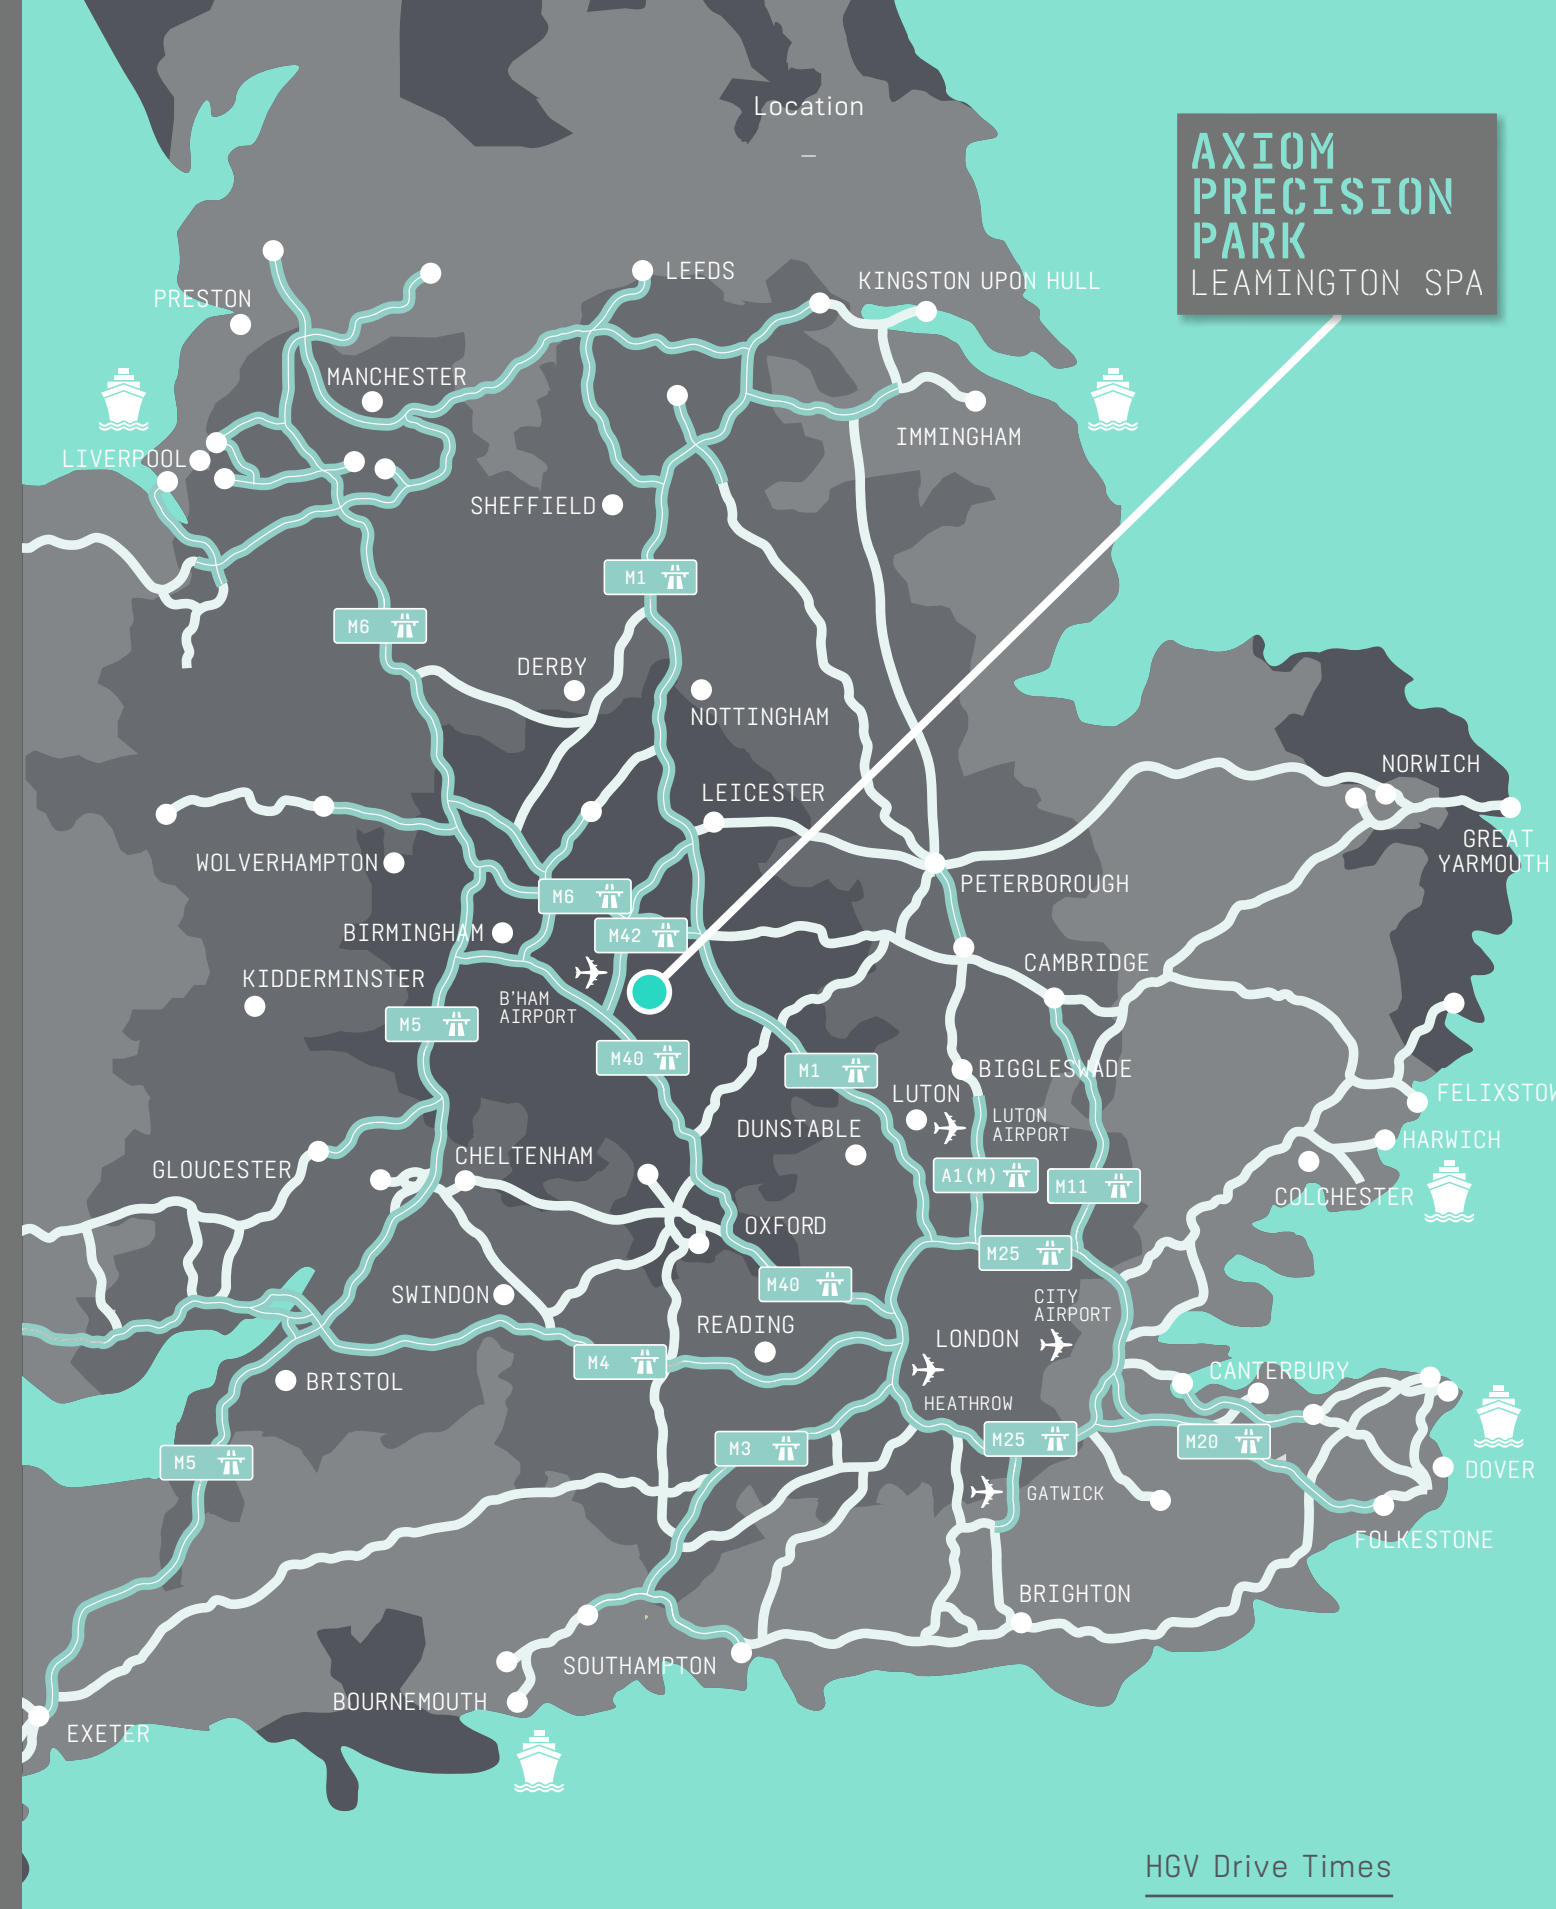 Location
–
AXIOM
PRECISION
PARK
LEAMINGTON SPA
LEEDS
KINGSTON UPON HULL
PRESTON
MANCHESTER
IMMINGHAM
LIVERPOOL
SHEFFIELD
M1
M6
DERBY
NOTTINGHAM
NORWICH
LEICESTER
GREAT
YARMOUTH
WOLVERHAMPTON
PETERBOROUGH
M6
BIRMINGHAM
M42
CAMBRIDGE
KIDDERMINSTER
B'HAM
AIRPORT
M5
M40
M1
BIGGLESWADE
LUTON
FELIXSTOW
LUTON
AIRPORT
DUNSTABLE
HARWICH
CHELTENHAM
GLOUCESTER
A1(M)
M11
COLCHESTER
OXFORD
M25
M40
SWINDON
CITY
AIRPORT
READING
LONDON
M4
CANTERBURY
BRISTOL
HEATHROW
M3
M25
M20
M5
DOVER
GATWICK
FOLKESTONE
BRIGHTON
SOUTHAMPTON
BOURNEMOUTH
EXETER
HGV Drive Times